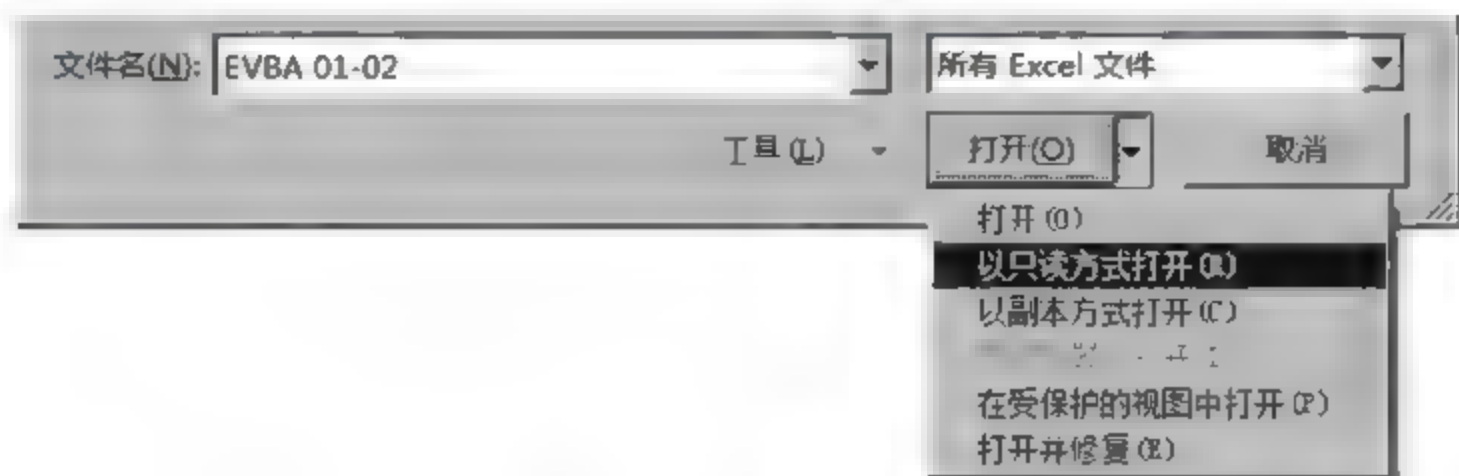 文件名(N): EVBA 01-02 所有 Excel 文件
工具(L) 打开(O) 取消
打开(O)
以只读方式打开(R)
以副本方式打开(C)
在受保护的视图中打开(P)
打开并修复(E)